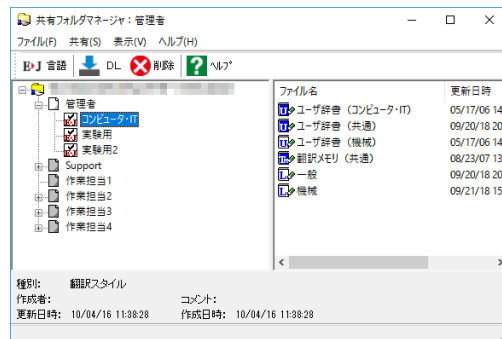 共有フォルダマネージャ：管理者
ファイル(F) 共有(S) 表示(V) ヘルプ(H)
E▸J 言語 DL 削除 ? ﾍﾙﾌﾟ
管理者
コンピュータ・IT
実験用
実験用2
Support
作業担当1
作業担当2
作業担当3
作業担当4
ファイル名 更新日時
ユーザ辞書（コンピュータ・IT） 05/17/06 14
ユーザ辞書（共通） 09/20/18 20
ユーザ辞書（機械） 05/17/06 14
翻訳メモリ（共通） 08/23/07 13
一般 09/20/18 20
機械 09/21/18 15
種別: 翻訳スタイル
作成者: コメント:
更新日時: 10/04/16 11:38:28 作成日時: 10/04/16 11:38:28